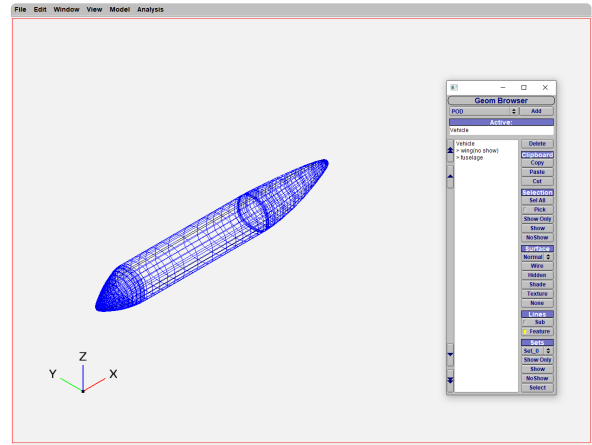 File Edit Window View Model Analysis
Geom Browser
POD Add
Active:
Vehicle
Vehicle
> wing(no show)
> fuselage
Delete
Clipboard
Copy
Paste
Cut
Selection
Sel All
Pick
Show Only
Show
NoShow
Surface
Normal
Wire
Hidden
Shade
Texture
None
Lines
Sub
Feature
Sets
Set_0
Show Only
Show
NoShow
Select
Z
Y X